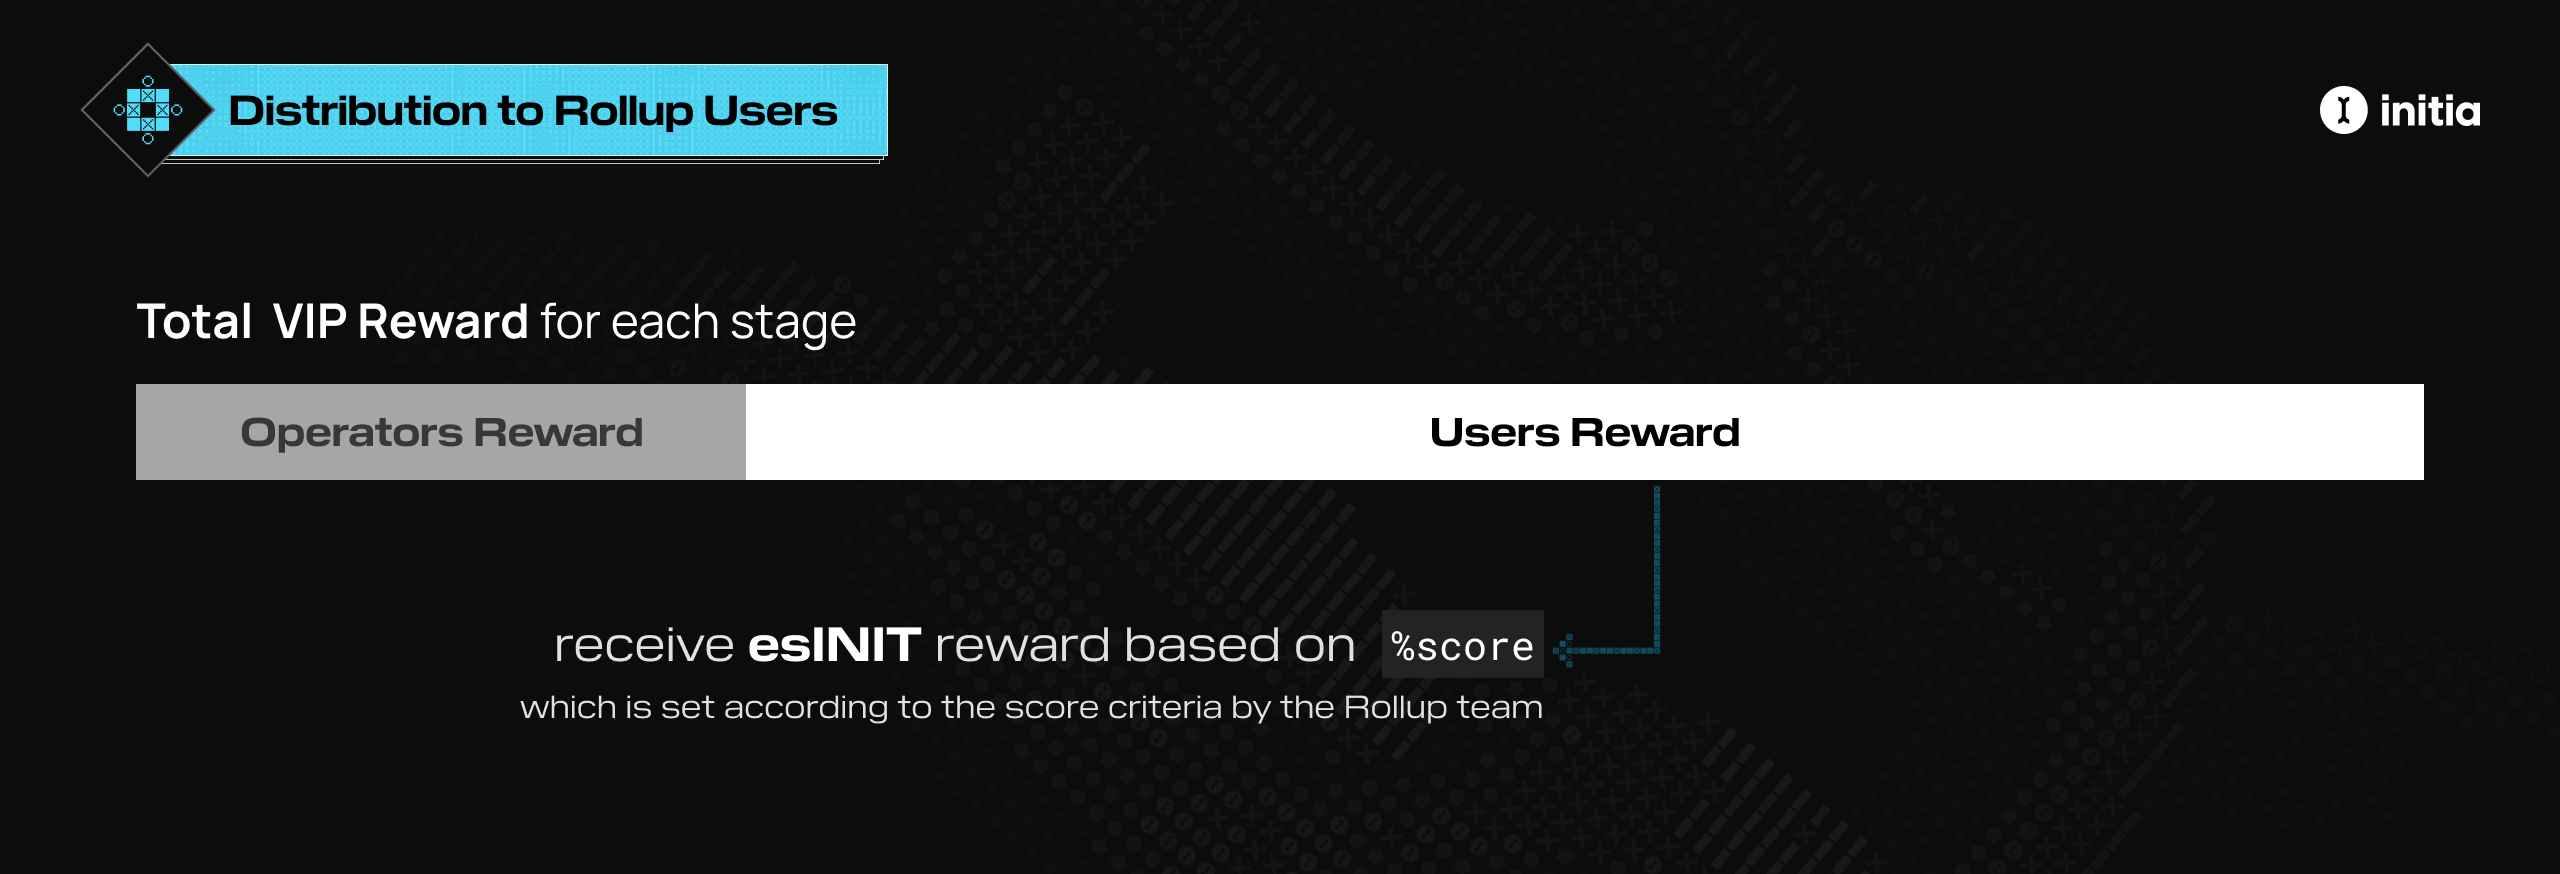 Distribution to Rollup Users
initia
Total VIP Reward for each stage
Operators Reward
Users Reward
receive esINIT reward based on %score
which is set according to the score criteria by the Rollup team